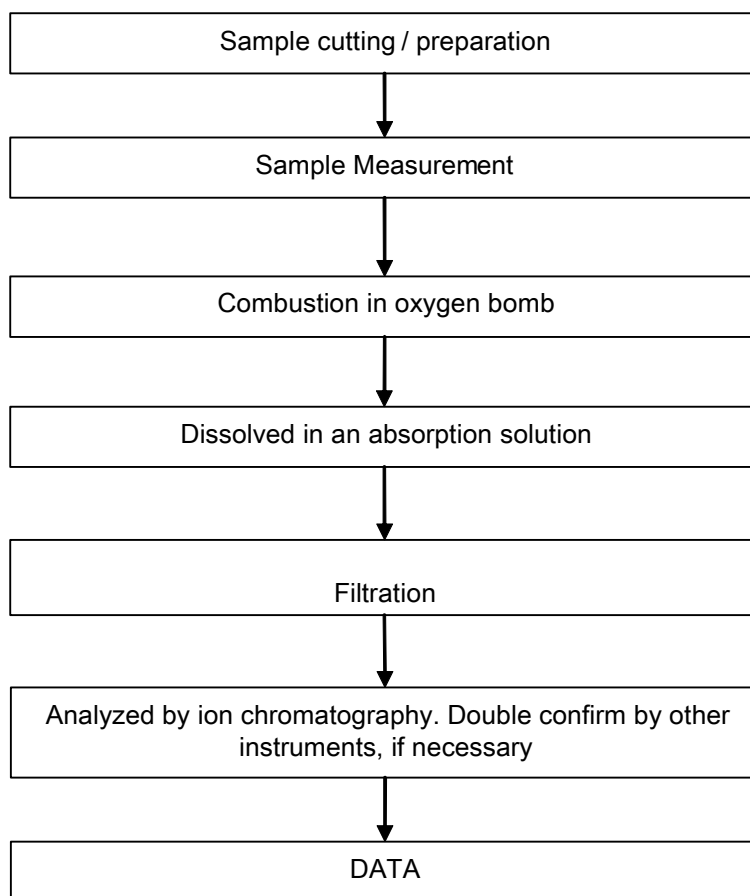 Sample cutting / preparation
Sample Measurement
Combustion in oxygen bomb
Dissolved in an absorption solution
Filtration
Analyzed by ion chromatography. Double confirm by other
instruments, if necessary
DATA